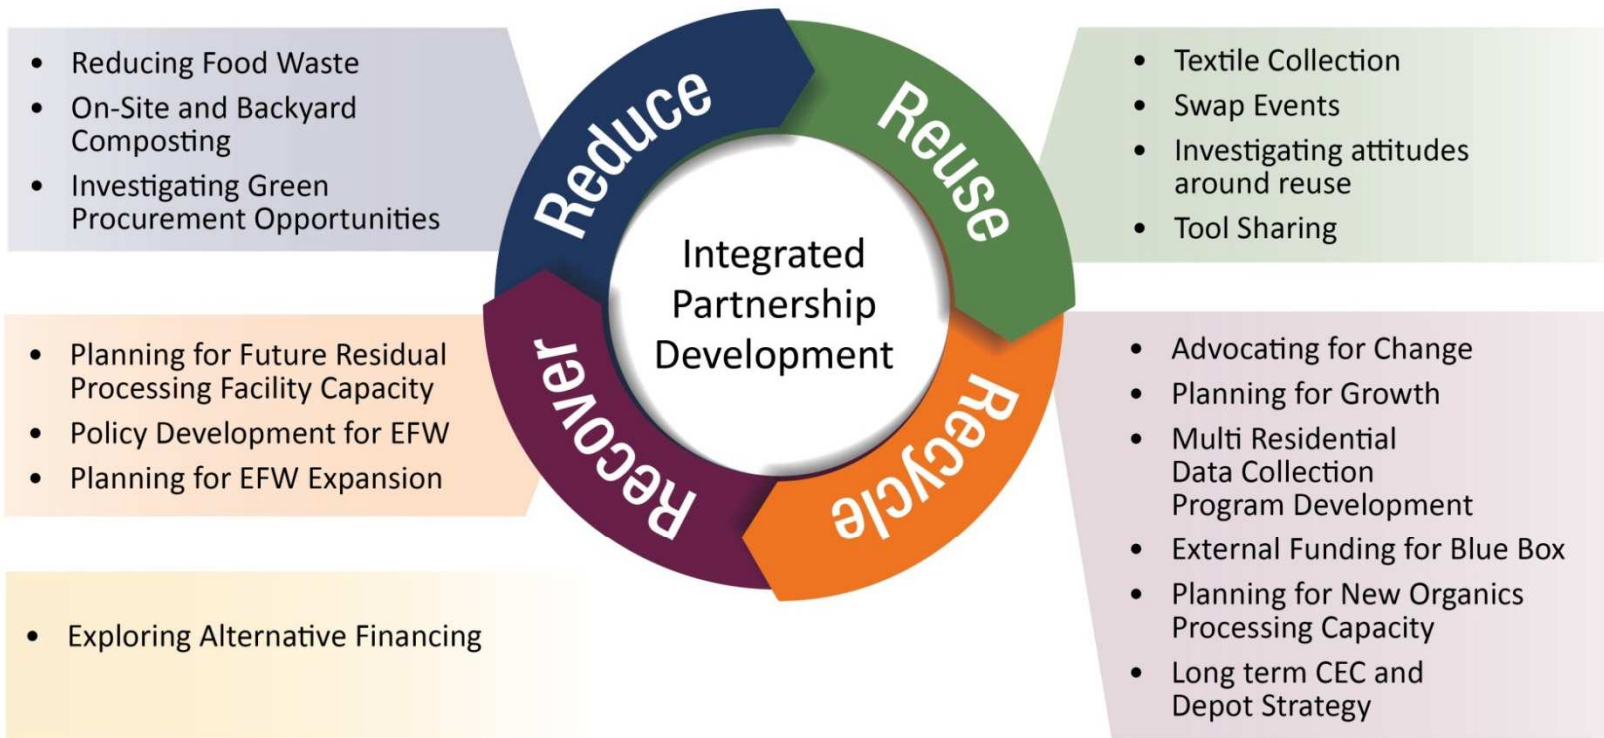 • Reducing Food Waste
• On-Site and Backyard
Composting
• Investigating Green
Procurement Opportunities
• Planning for Future Residual
Processing Facility Capacity
• Policy Development for EFW
• Planning for EFW Expansion
• Exploring Alternative Financing
Reduce
Reuse
Recycle
Recover
Integrated
Partnership
Development
• Textile Collection
• Swap Events
• Investigating attitudes
around reuse
• Tool Sharing
• Advocating for Change
• Planning for Growth
• Multi Residential
Data Collection
Program Development
• External Funding for Blue Box
• Planning for New Organics
Processing Capacity
• Long term CEC and
Depot Strategy